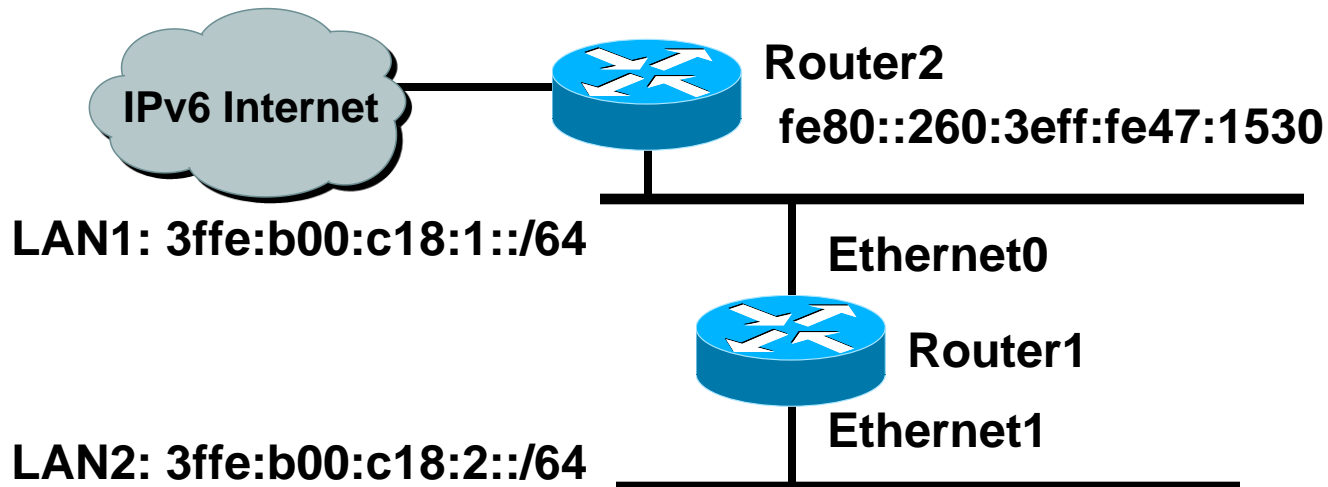 IPv6 Internet
Router2
fe80::260:3eff:fe47:1530
LAN1: 3ffe:b00:c18:1::/64
Ethernet0
Router1
Ethernet1
LAN2: 3ffe:b00:c18:2::/64